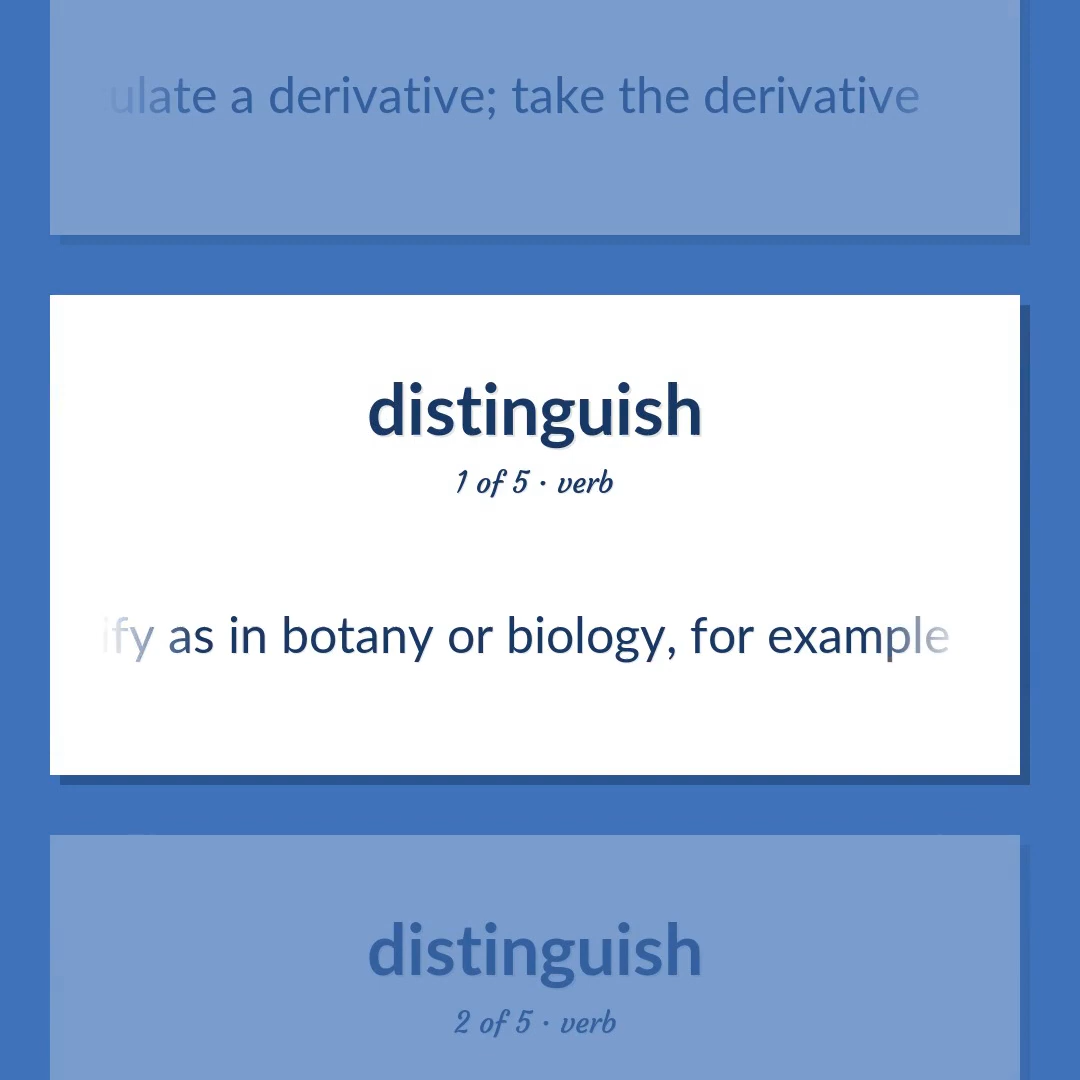 ulate a derivative; take the derivative
distinguish
1 of 5 · verb
ify as in botany or biology, for example
distinguish
2 of 5 · verb